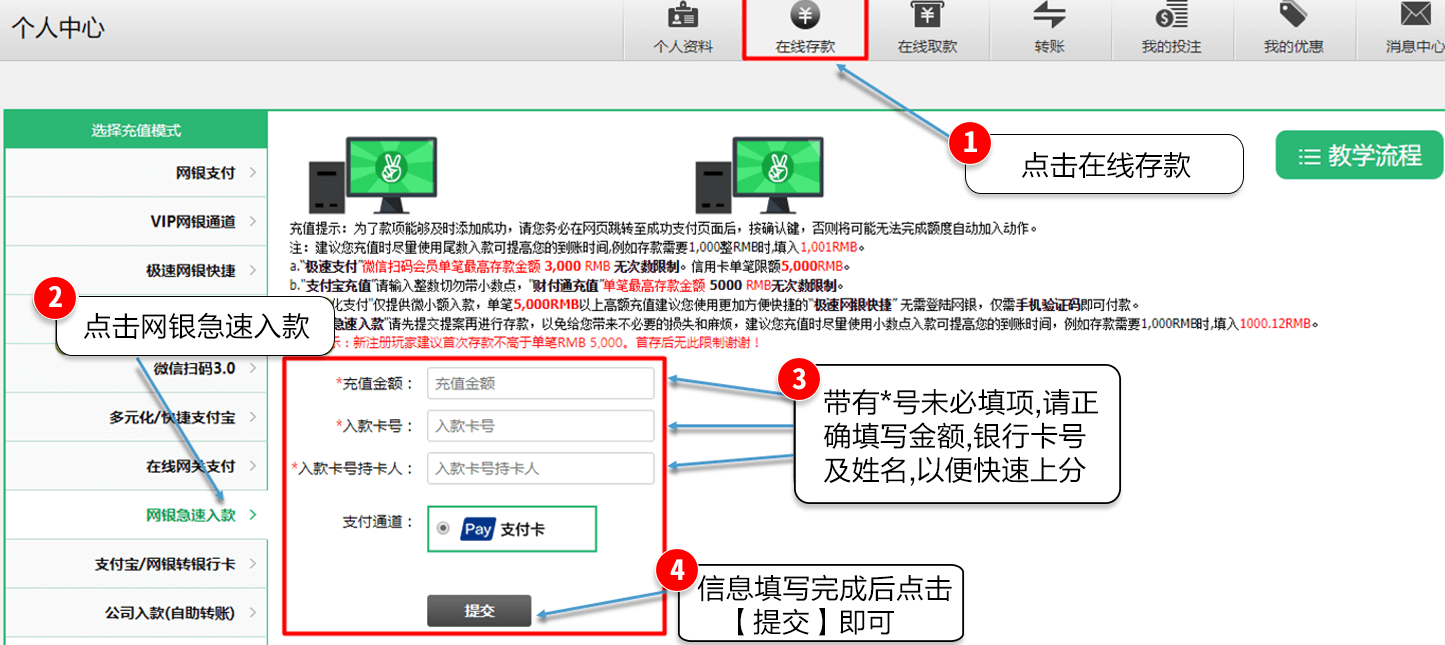 个人中心
个人资料
在线存款
在线取款
转账
我的投注
我的优惠
消息中心
1
点击在线存款
教学流程
选择充值模式
网银支付
VIP网银通道
极速网银快捷
2
点击网银急速入款
微信扫码3.0
多元化/快捷支付宝
在线网关支付
网银急速入款
支付宝/网银转银行卡
公司入款(自助转账)
充值提示：为了款项能够及时添加成功，请您务必在网页跳转至成功支付页面后，按确认键，否则将可能无法完成额度自动加入动作。
注：建议您充值时尽量使用尾数入款可提高您的到账时间,例如存款需要1,000整RMB时,填入1,001RMB。
a."极速支付"微信扫码会员单笔最高存款金额 3,000 RMB 无次数限制。信用卡单笔限额5,000RMB。
b."支付宝充值"请输入整数切勿带小数点，"财付通充值"单笔最高存款金额 5000 RMB无次数限制。
化支付"仅提供微小额入款，单笔5,000RMB以上高额充值建议您使用更加方便快捷的"极速网银快捷" 无需登陆网银，仅需手机验证码即可付款。
急速入款"请先提交提案再进行存款，以免给您带来不必要的损失和麻烦，建议您充值时尽量使用小数点入款可提高您的到账时间，例如存款需要1,000RMB时,填入1000.12RMB。
示：新注册玩家建议首次存款不高于单笔RMB 5,000。首存后无此限制谢谢！
*充值金额： 充值金额
*入款卡号： 入款卡号
*入款卡号持卡人： 入款卡号持卡人
支付通道： Pay 支付卡
提交
3
带有*号未必填项,请正
确填写金额,银行卡号
及姓名,以便快速上分
4
信息填写完成后点击
【提交】即可